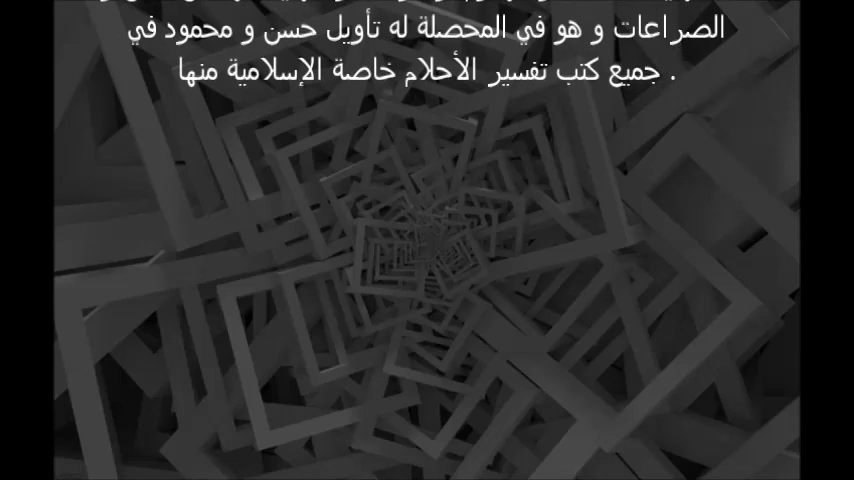 الصراعات و هو في المحصلة له تأويل حسن و محمود في
جميع كتب تفسير الأحلام خاصة الإسلامية منها .